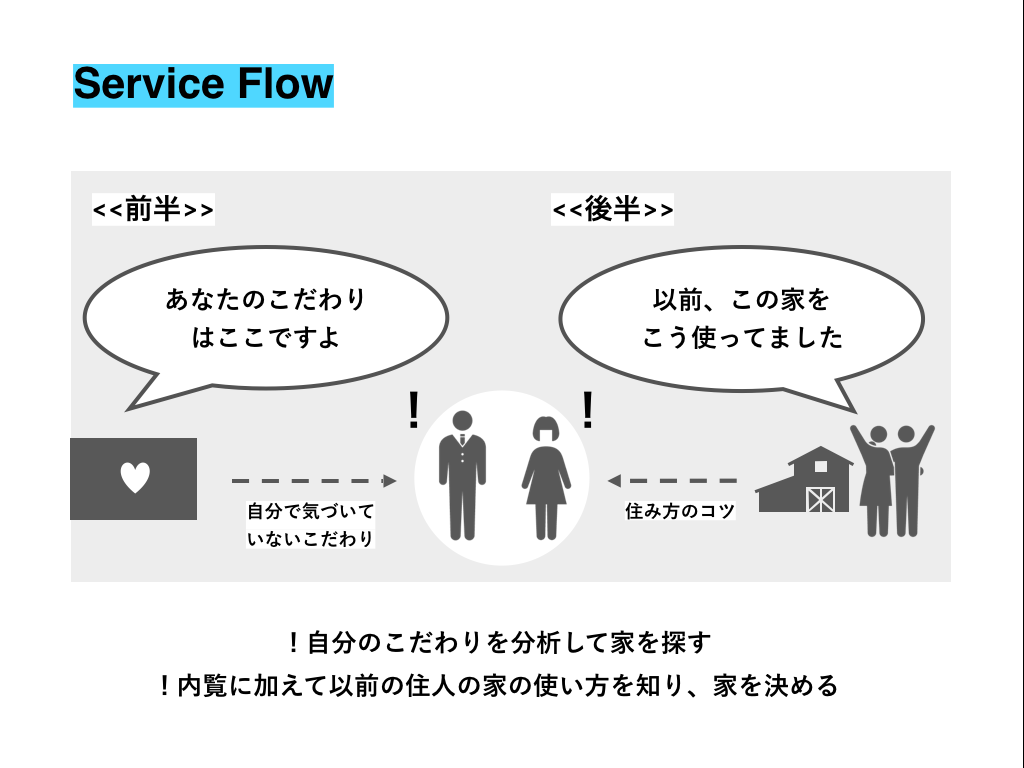 Service Flow
<<前半>>
<<後半>>
あなたのこだわり
はここですよ
以前、この家を
こう使ってました
!
!
自分で気づいて
いないこだわり
住み方のコツ
！自分のこだわりを分析して家を探す
！内覧に加えて以前の住人の家の使い方を知り、家を決める